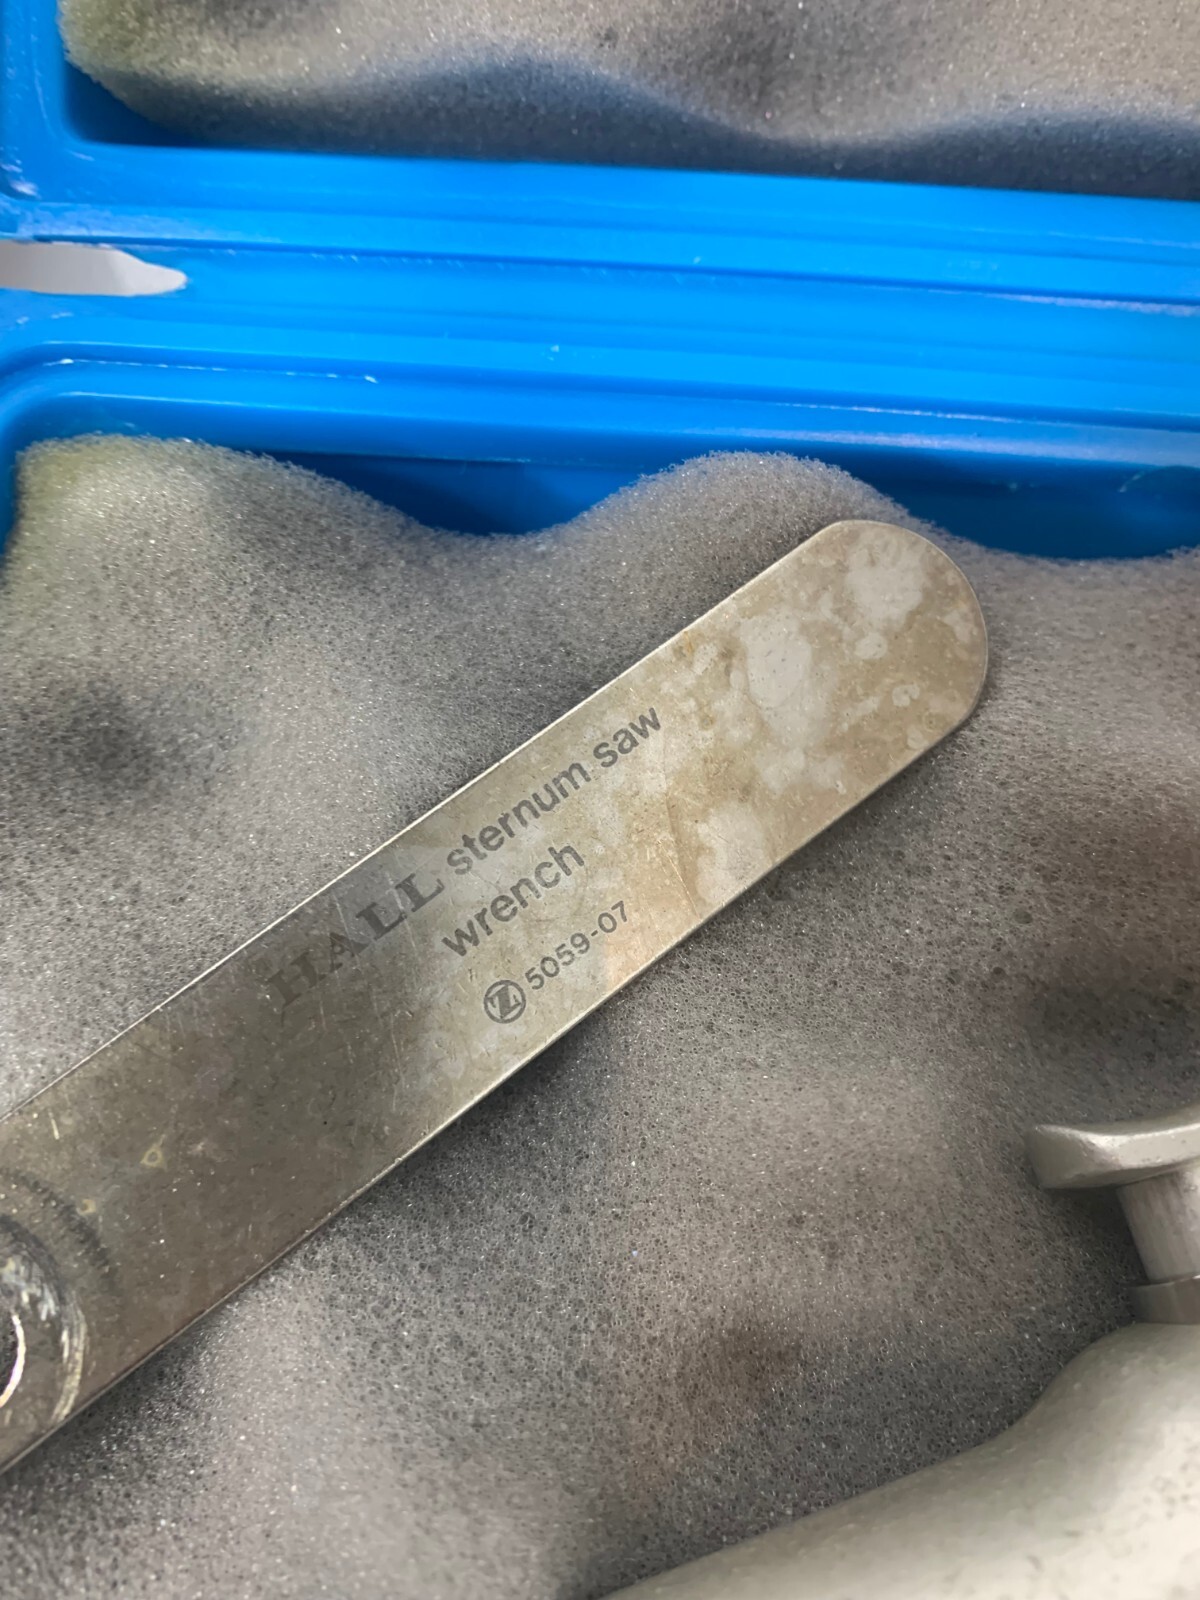 HALL sternum saw
wrench
Z 5059-07